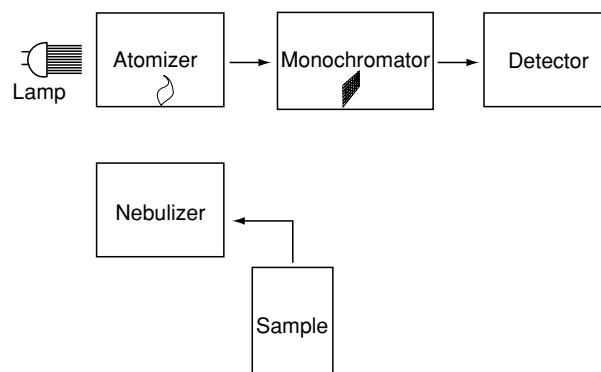 Lamp
Atomizer
Monochromator
Detector
Nebulizer
Sample